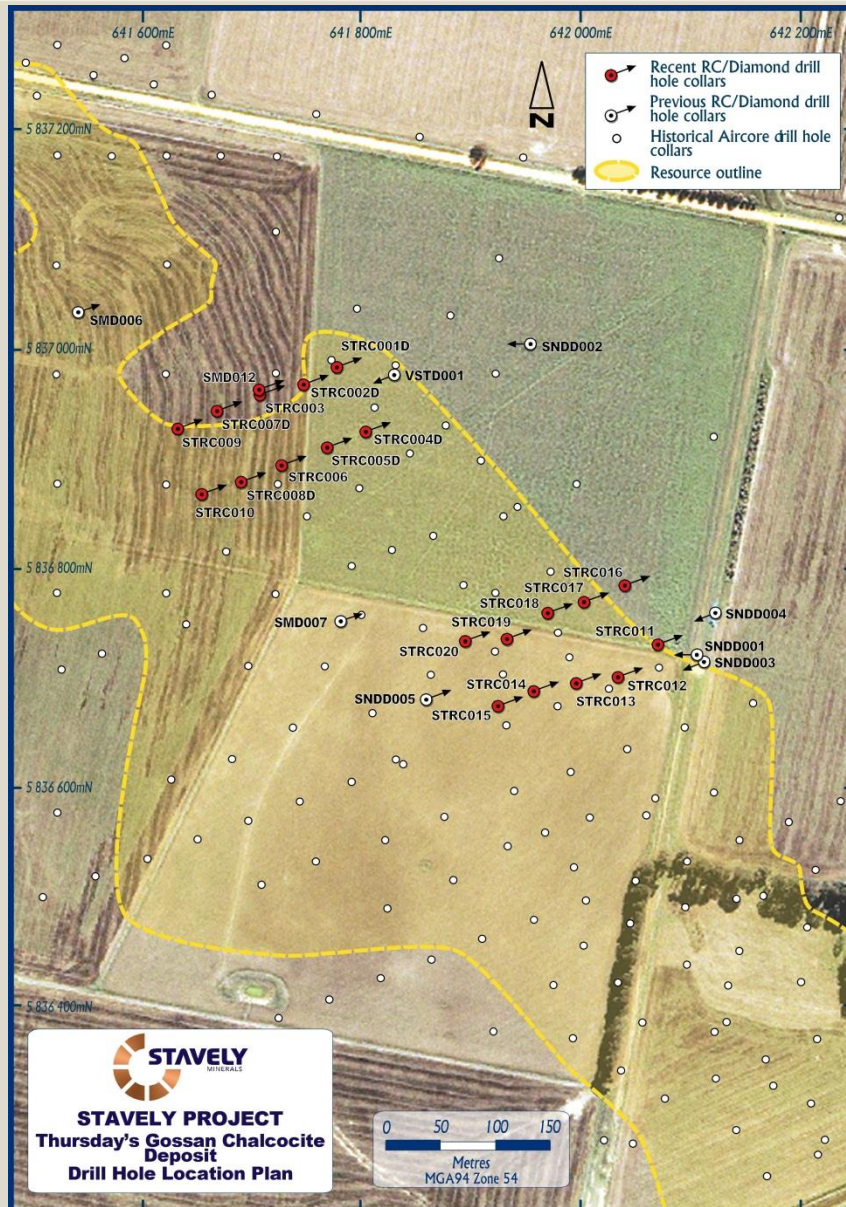 641 600mE
641 800mE
642 000mE
642 200mE
Recent RC/Diamond drill
hole collars
Previous RC/Diamond drill
hole collars
Historical Aircore drill hole
collars
Resource outline
N
5 837 200mN
SMD006
5 837 000mN
STRC001D
SNDD002
SMD012
VSTD001
STRC002D
STRC003
STRC007D
STRC009
STRC004D
STRC005D
STRC006
STRC008D
STRC010
5 836 800mN
STRC016
STRC017
STRC018
SNDD004
SMD007
STRC019
STRC011
STRC020
SNDD001
SNDD003
STRC014
STRC012
SNDD005
STRC013
STRC015
5 836 600mN
5 836 400mN
STAVELY
MINERALS
STAVELY PROJECT
Thursday's Gossan Chalcocite
Deposit
Drill Hole Location Plan
0 50 100 150
Metres
MGA94 Zone 54